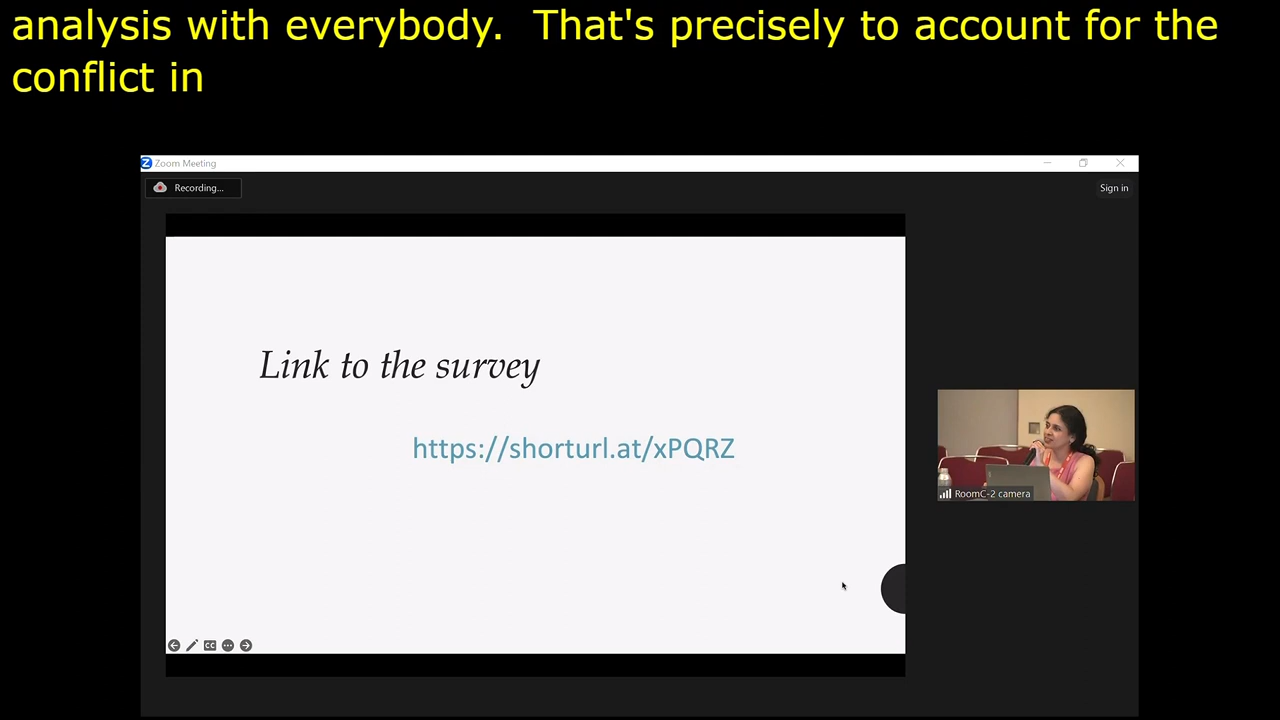 analysis with everybody.  That's precisely to account for the
conflict in
Zoom Meeting
Recording...
Sign in
Link to the survey
https://shorturl.at/xPQRZ
RoomC-2 camera
CC